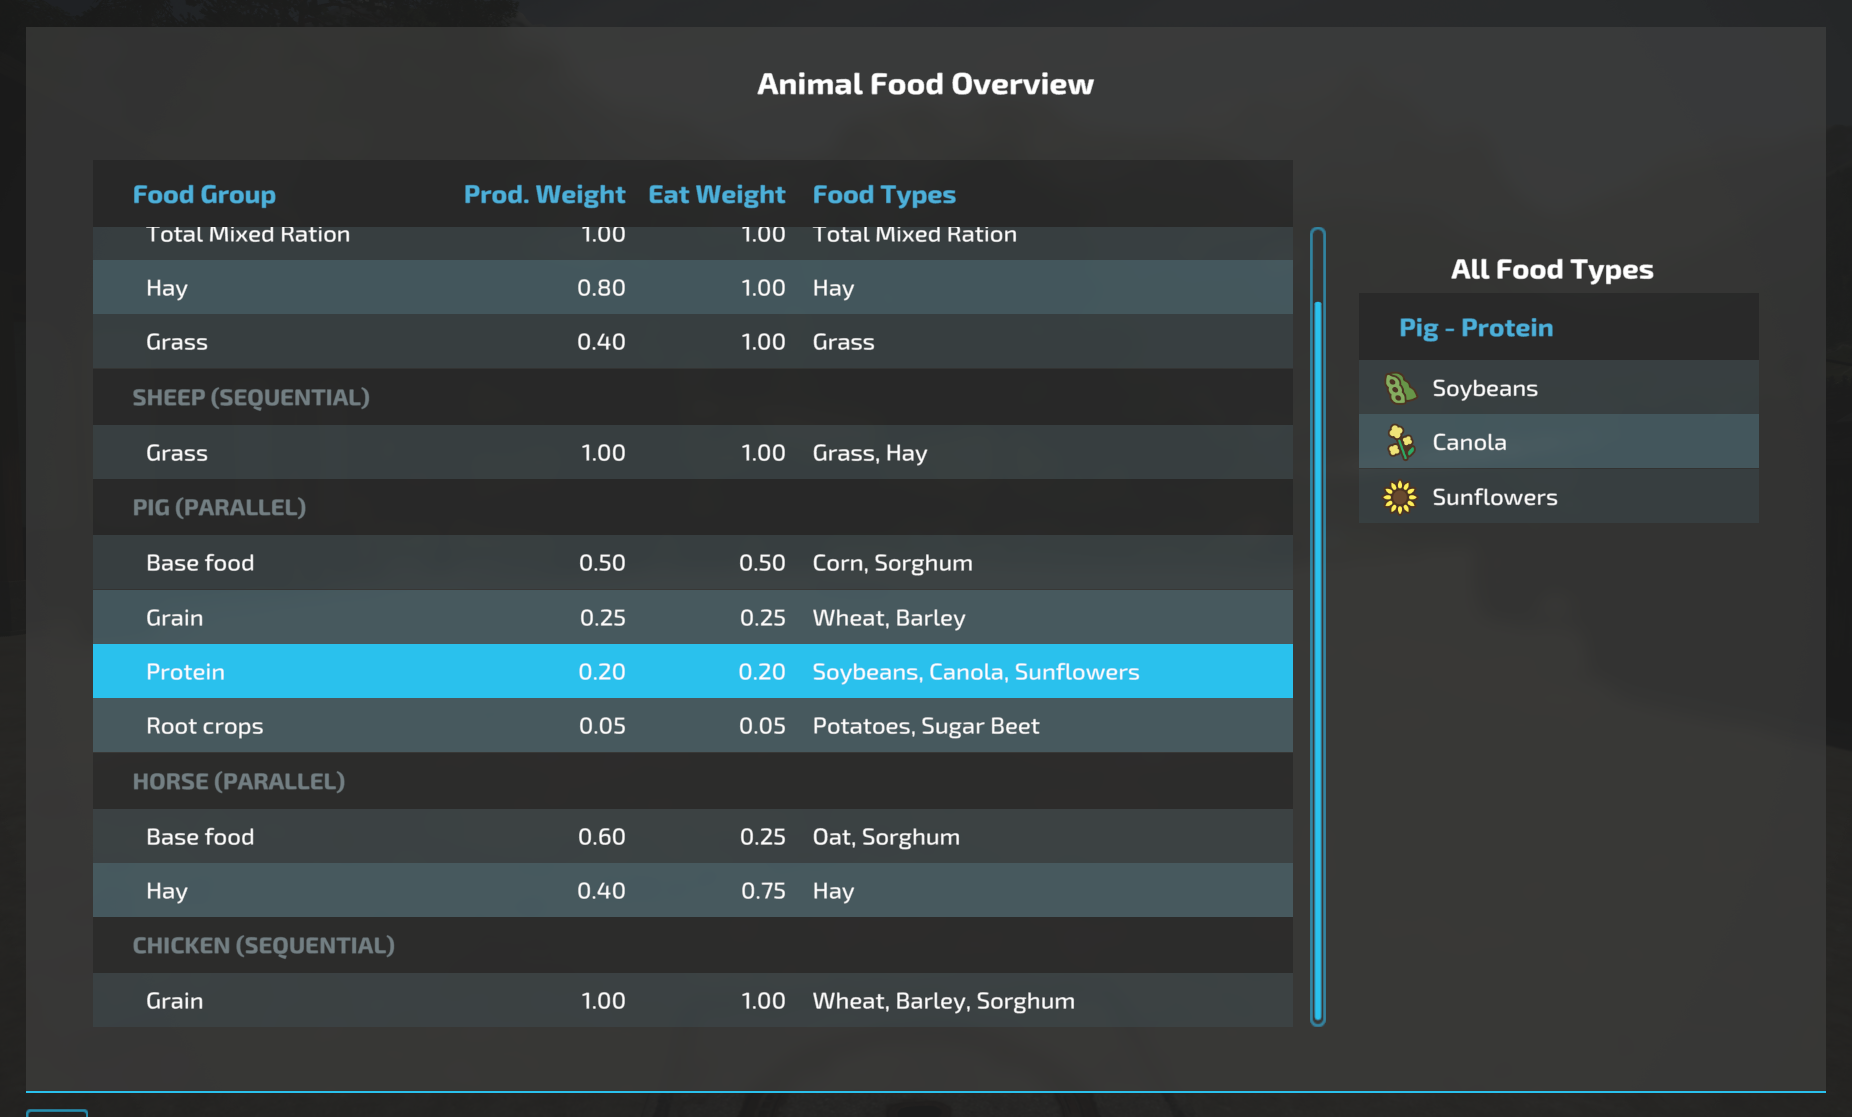 Animal Food Overview
Food Group Prod. Weight Eat Weight Food Types
Total Mixed Ration 1.00 1.00 Total Mixed Ration
Hay 0.80 1.00 Hay
Grass 0.40 1.00 Grass
SHEEP (SEQUENTIAL)
Grass 1.00 1.00 Grass, Hay
PIG (PARALLEL)
Base food 0.50 0.50 Corn, Sorghum
Grain 0.25 0.25 Wheat, Barley
Protein 0.20 0.20 Soybeans, Canola, Sunflowers
Root crops 0.05 0.05 Potatoes, Sugar Beet
HORSE (PARALLEL)
Base food 0.60 0.25 Oat, Sorghum
Hay 0.40 0.75 Hay
CHICKEN (SEQUENTIAL)
Grain 1.00 1.00 Wheat, Barley, Sorghum
All Food Types
Pig - Protein
Soybeans
Canola
Sunflowers